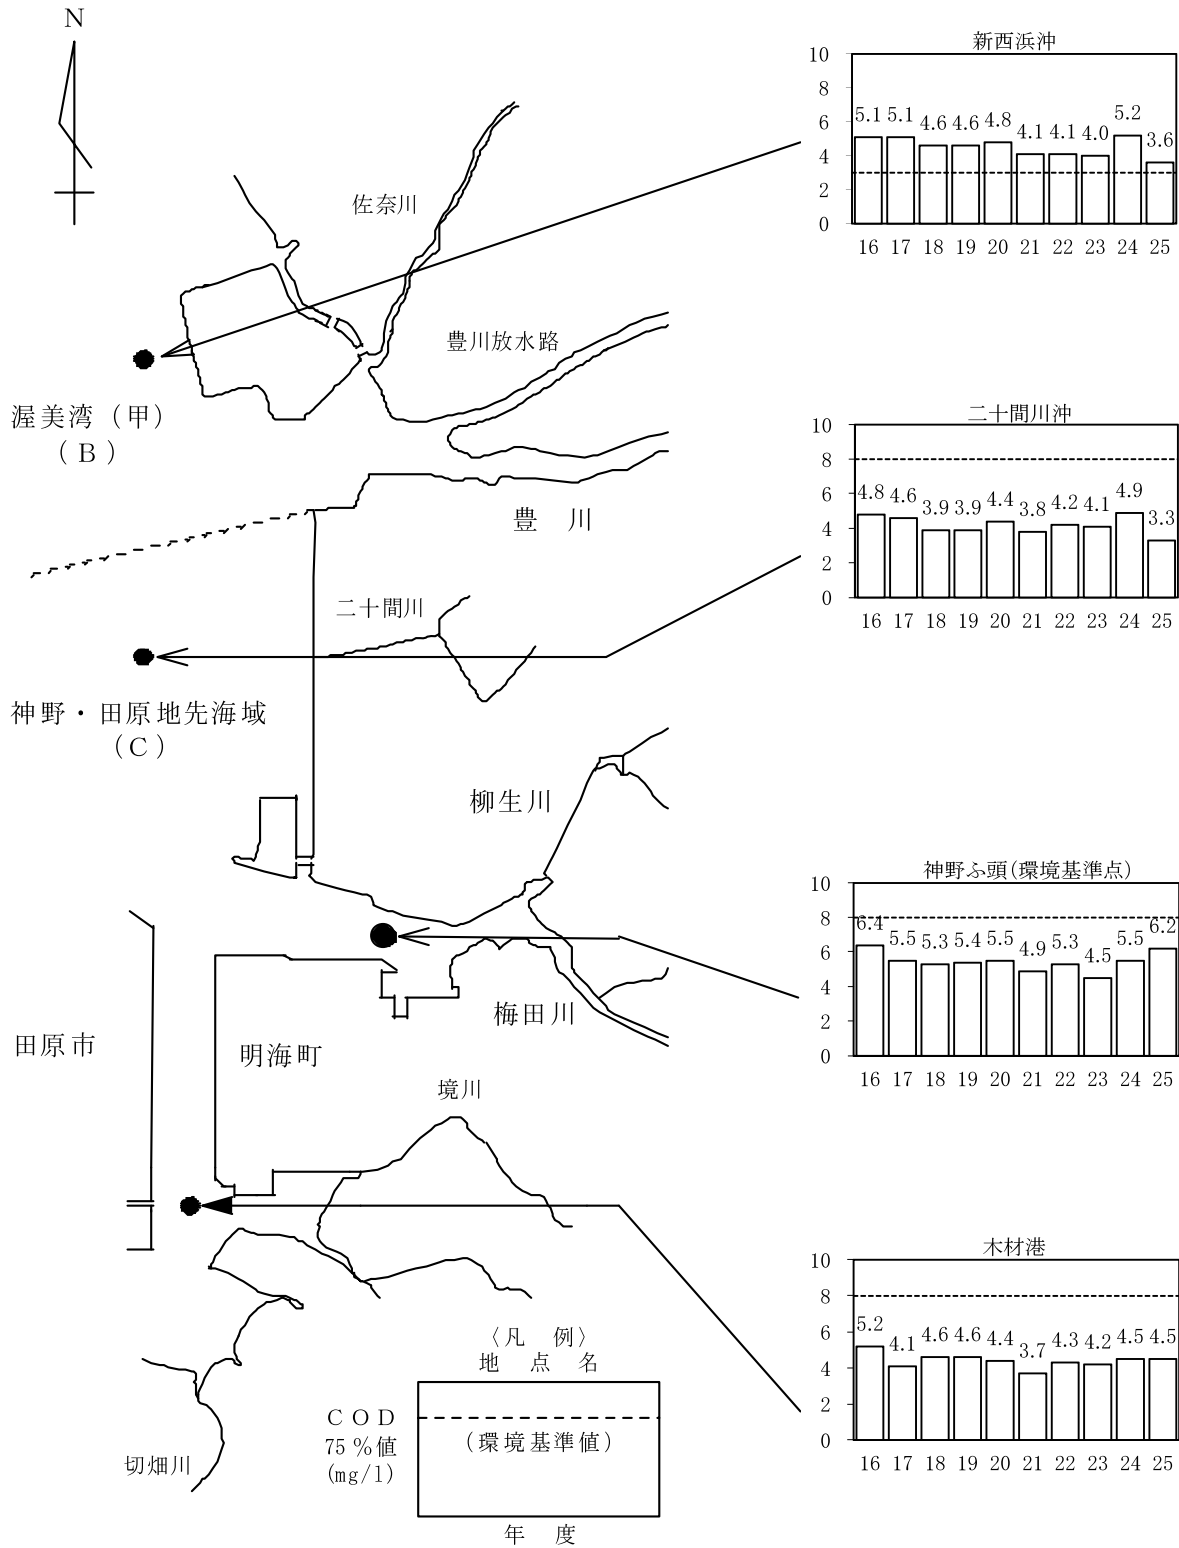 N
佐奈川
豊川放水路
渥美湾（甲）
（B）
豊　川
二十間川
神野・田原地先海域
（C）
柳生川
梅田川
田原市
明海町
境川
切畑川
〈凡　例〉
地　点　名
COD
75%値
(mg/l)
（環境基準値）
年　度
新西浜沖
10
8
6
4
2
0
5.1 5.1 4.6 4.6 4.8 4.1 4.1 4.0 5.2 3.6
16 17 18 19 20 21 22 23 24 25
二十間川沖
10
8
6
4
2
0
4.8 4.6 3.9 3.9 4.4 3.8 4.2 4.1 4.9 3.3
16 17 18 19 20 21 22 23 24 25
神野ふ頭(環境基準点)
10
8
6
4
2
0
6.4 5.5 5.3 5.4 5.5 4.9 5.3 4.5 5.5 6.2
16 17 18 19 20 21 22 23 24 25
木材港
10
8
6
4
2
0
5.2 4.1 4.6 4.6 4.4 3.7 4.3 4.2 4.5 4.5
16 17 18 19 20 21 22 23 24 25